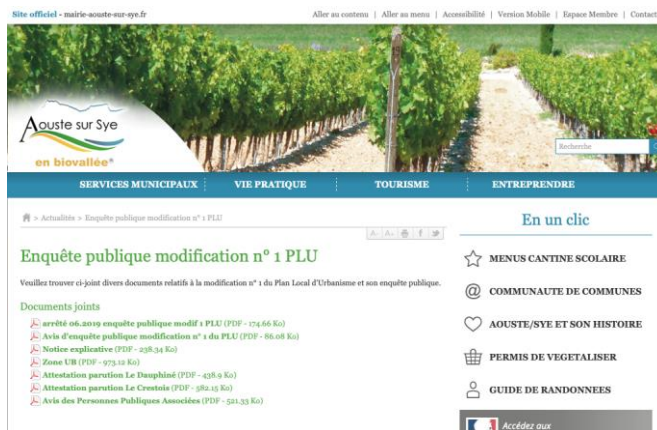 Site officiel - mairie-aouste-sur-sye.fr
Aller au contenu | Aller au menu | Accessibilité | Version Mobile | Espace Membre | Contact
Aouste sur Sye
en biovallée*
Recherche
SERVICES MUNICIPAUX
VIE PRATIQUE
TOURISME
ENTREPRENDRE
> Actualités > Enquête publique modification n° 1 PLU
A- A+
Enquête publique modification n° 1 PLU
Veuillez trouver ci-joint divers documents relatifs à la modification n° 1 du Plan Local d'Urbanisme et son enquête publique.
Documents joints
arrêté 06.2019 enquête publique modif 1 PLU (PDF - 174.66 Ko)
Avis d'enquête publique modification n° 1 du PLU (PDF - 86.08 Ko)
Notice explicative (PDF - 238.34 Ko)
Zone UB (PDF - 973.12 Ko)
Attestation parution Le Dauphiné (PDF - 438.9 Ko)
Attestation parution Le Crestois (PDF - 582.15 Ko)
Avis des Personnes Publiques Associées (PDF - 521.33 Ko)
En un clic
MENUS CANTINE SCOLAIRE
COMMUNAUTE DE COMMUNES
AOUSTE/SYE ET SON HISTOIRE
PERMIS DE VEGETALISER
GUIDE DE RANDONNEES
Accédez aux